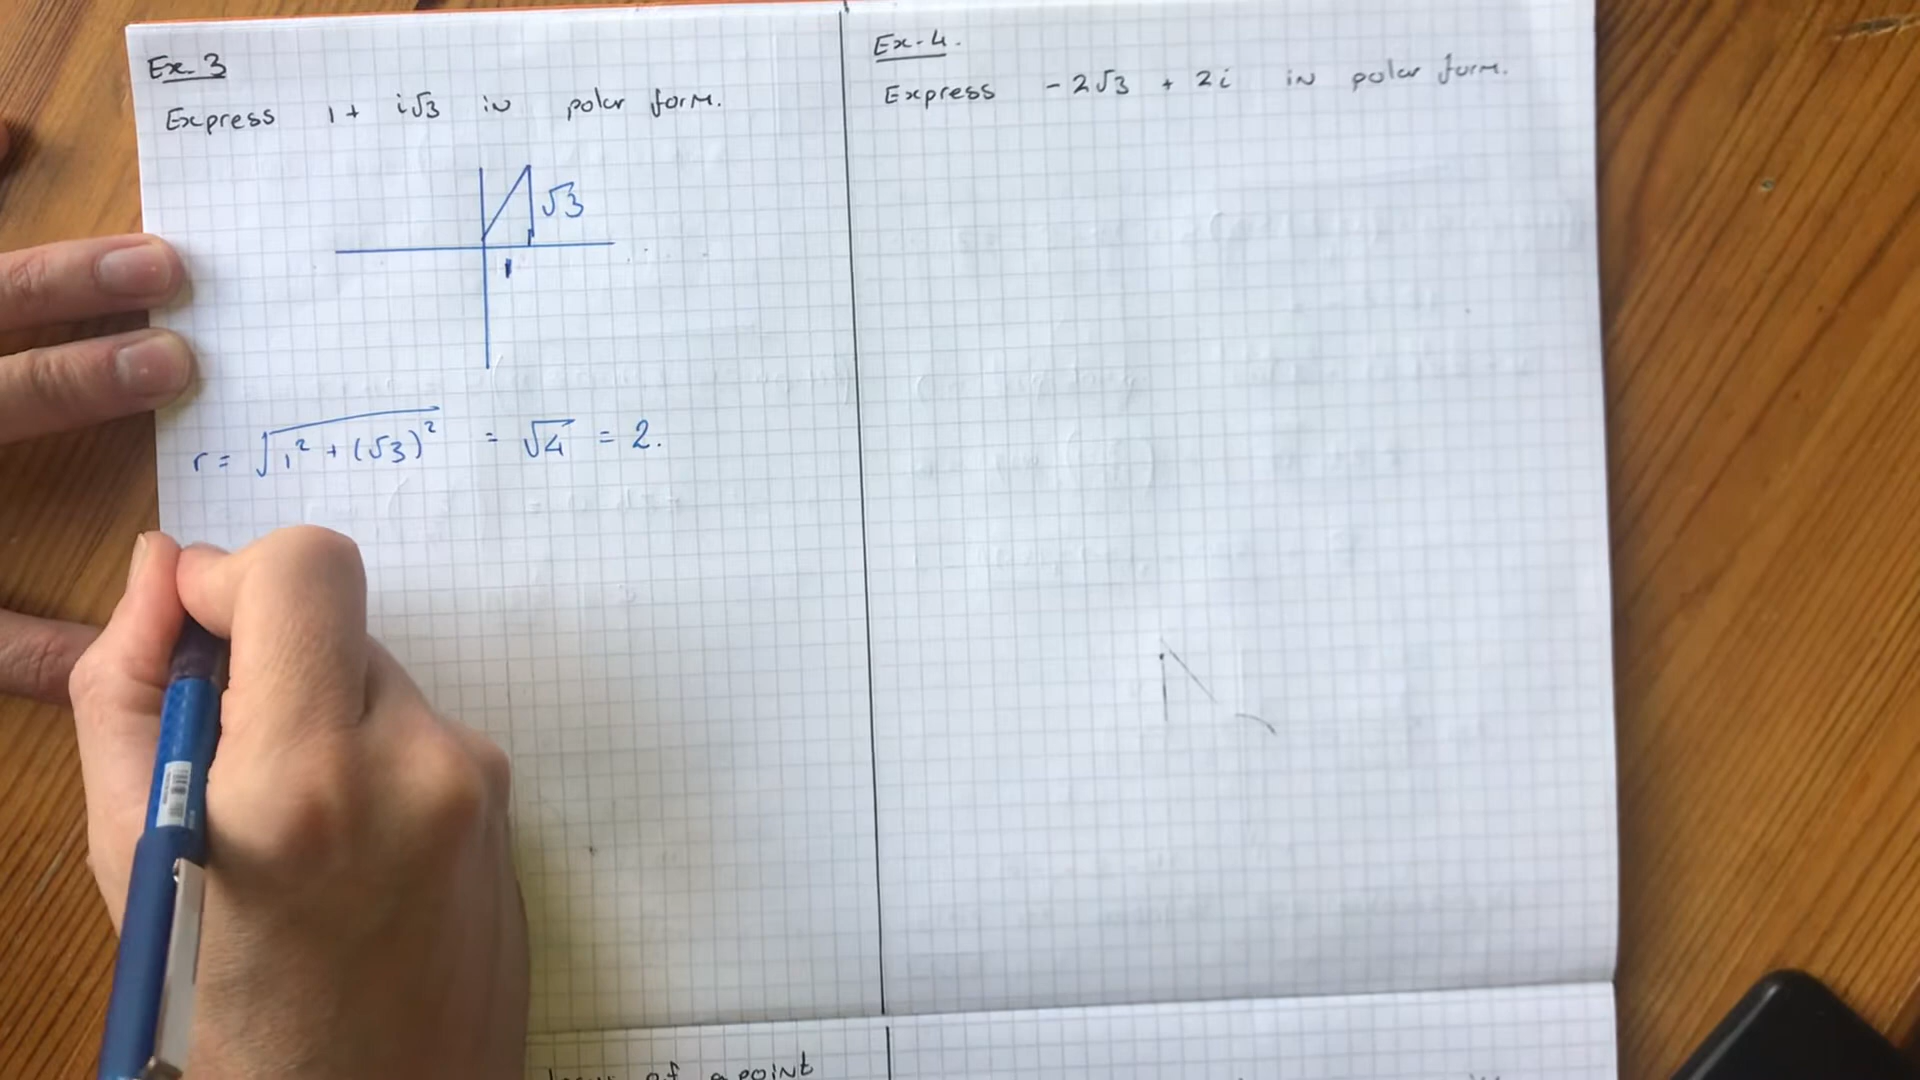 Ex. 3
Express 1 + i√3 in polar form.
√3
1
r = √(1² + (√3)²) = √4 = 2.
Ex. 4.
Express -2√3 + 2i in polar form.
of a point